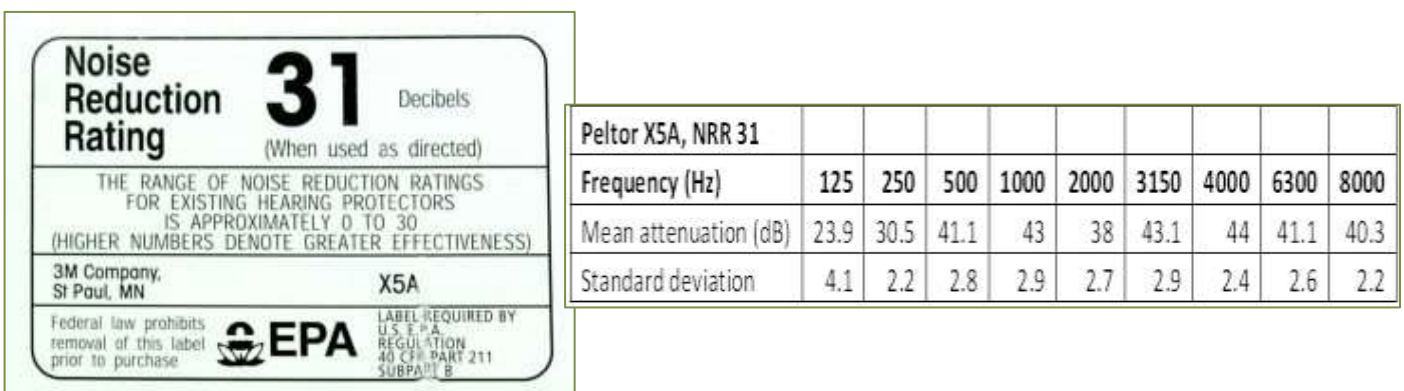 Noise
Reduction
Rating
31 Decibels
(When used as directed)
THE RANGE OF NOISE REDUCTION RATINGS
FOR EXISTING HEARING PROTECTORS
IS APPROXIMATELY 0 TO 30
(HIGHER NUMBERS DENOTE GREATER EFFECTIVENESS)
3M Company,
St Paul, MN
X5A
Federal law prohibits
removal of this label
prior to purchase
EPA
LABEL REQUIRED BY
U.S. E.P.A.
REGULATION
40 CFR PART 211
SUBPART B
Peltor X5A, NRR 31
Frequency (Hz) 125 250 500 1000 2000 3150 4000 6300 8000
Mean attenuation (dB) 23.9 30.5 41.1 43 38 43.1 44 41.1 40.3
Standard deviation 4.1 2.2 2.8 2.9 2.7 2.9 2.4 2.6 2.2